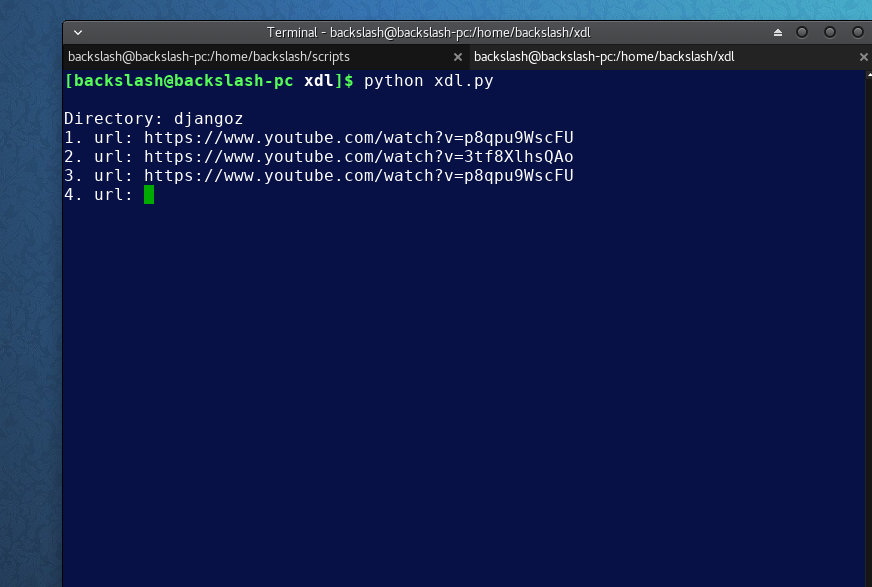 Terminal - backslash@backslash-pc:/home/backslash/xdl
backslash@backslash-pc:/home/backslash/scripts
backslash@backslash-pc:/home/backslash/xdl
[backslash@backslash-pc xdl]$ python xdl.py
Directory: djangoz
1. url: https://www.youtube.com/watch?v=p8qpu9WscFU
2. url: https://www.youtube.com/watch?v=3tf8XlhsQAo
3. url: https://www.youtube.com/watch?v=p8qpu9WscFU
4. url: